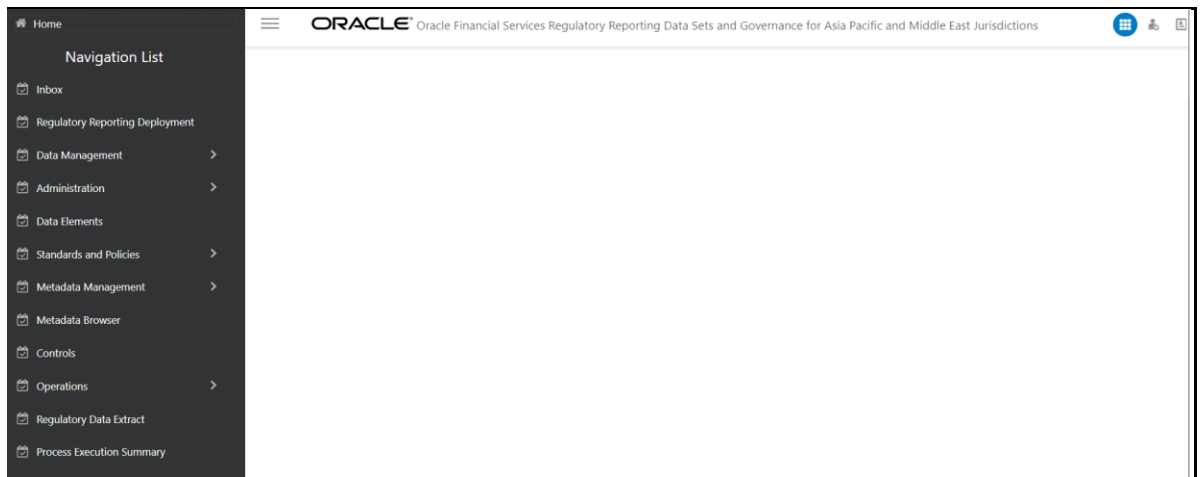 Home
ORACLE® Oracle Financial Services Regulatory Reporting Data Sets and Governance for Asia Pacific and Middle East Jurisdictions
Navigation List
Inbox
Regulatory Reporting Deployment
Data Management
Administration
Data Elements
Standards and Policies
Metadata Management
Metadata Browser
Controls
Operations
Regulatory Data Extract
Process Execution Summary